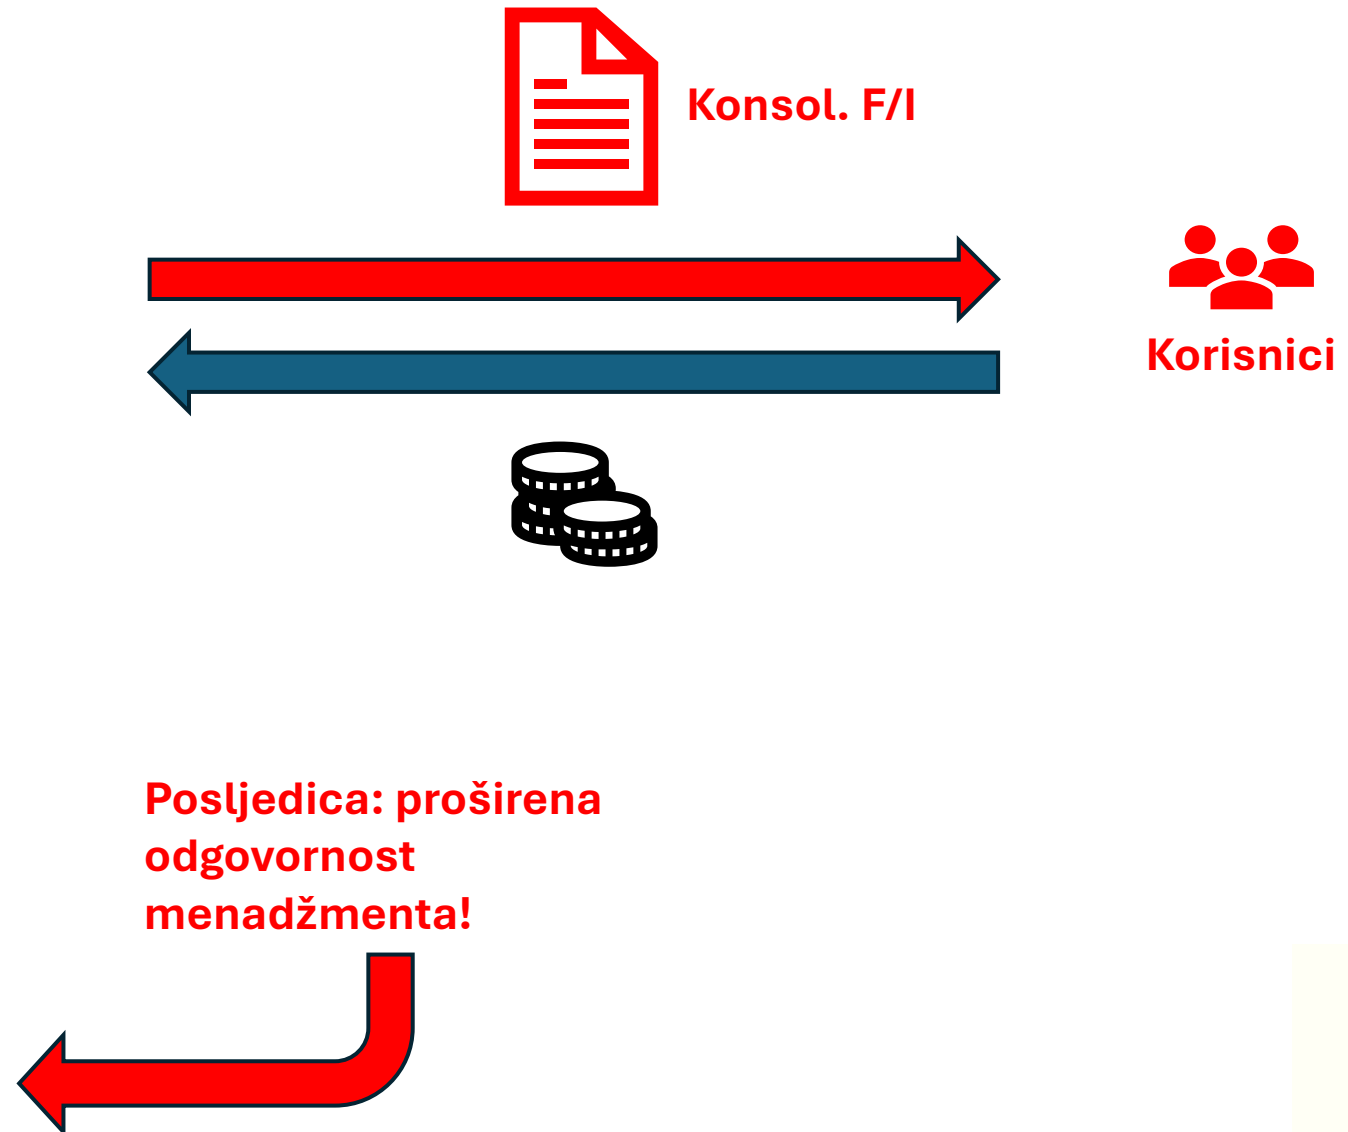 Konsol. F/I
Korisnici
Posljedica: proširena
odgovornost
menadžmenta!